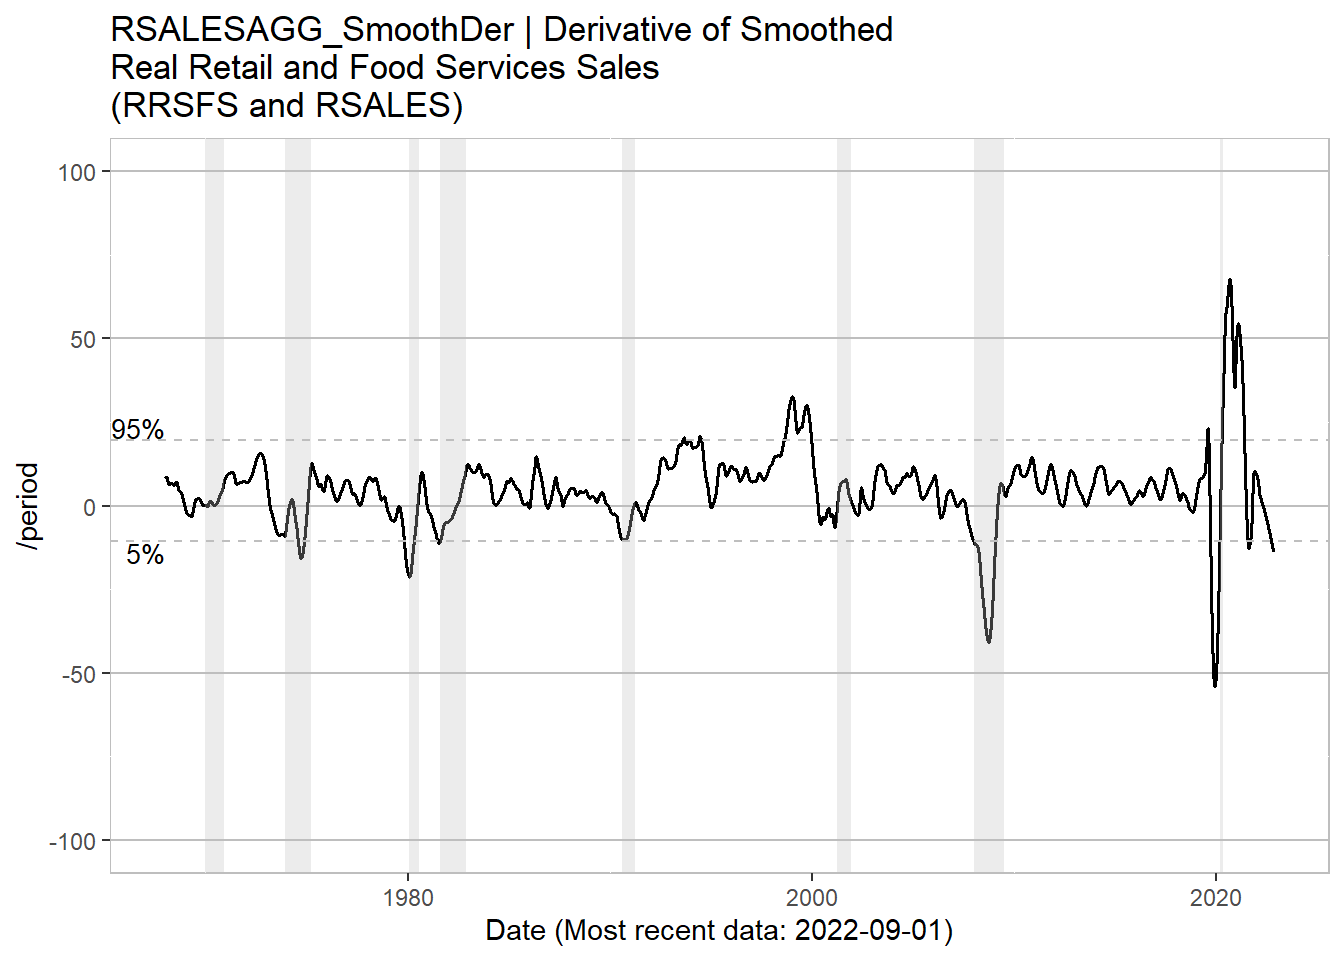 RSALESAGG_SmoothDer | Derivative of Smoothed
Real Retail and Food Services Sales
(RRSFS and RSALES)
100
50
0
-50
-100
95%
5%
/period
1980
2000
2020
Date (Most recent data: 2022-09-01)